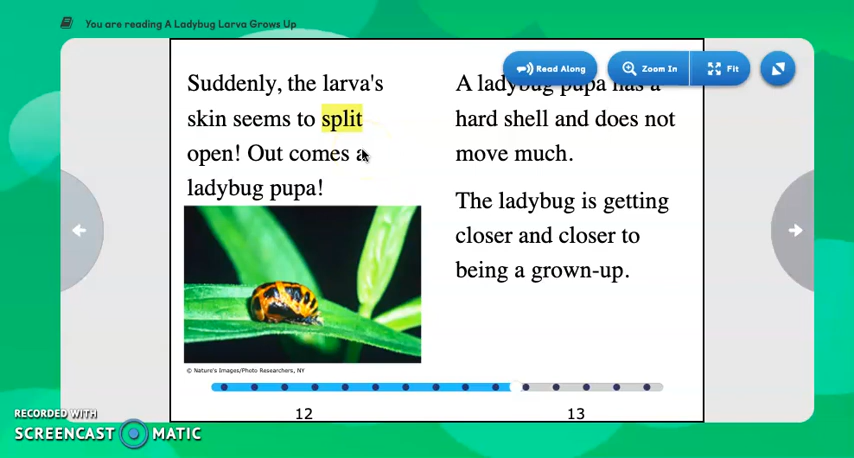 You are reading A Ladybug Larva Grows Up
Read Along
Zoom In
Fit
Suddenly, the larva's
skin seems to split
open! Out comes a
ladybug pupa!
© Nature's Images/Photo Researchers, NY
12
A ladybug pupa has a
hard shell and does not
move much.
The ladybug is getting
closer and closer to
being a grown-up.
13
RECORDED WITH
SCREENCAST MATIC